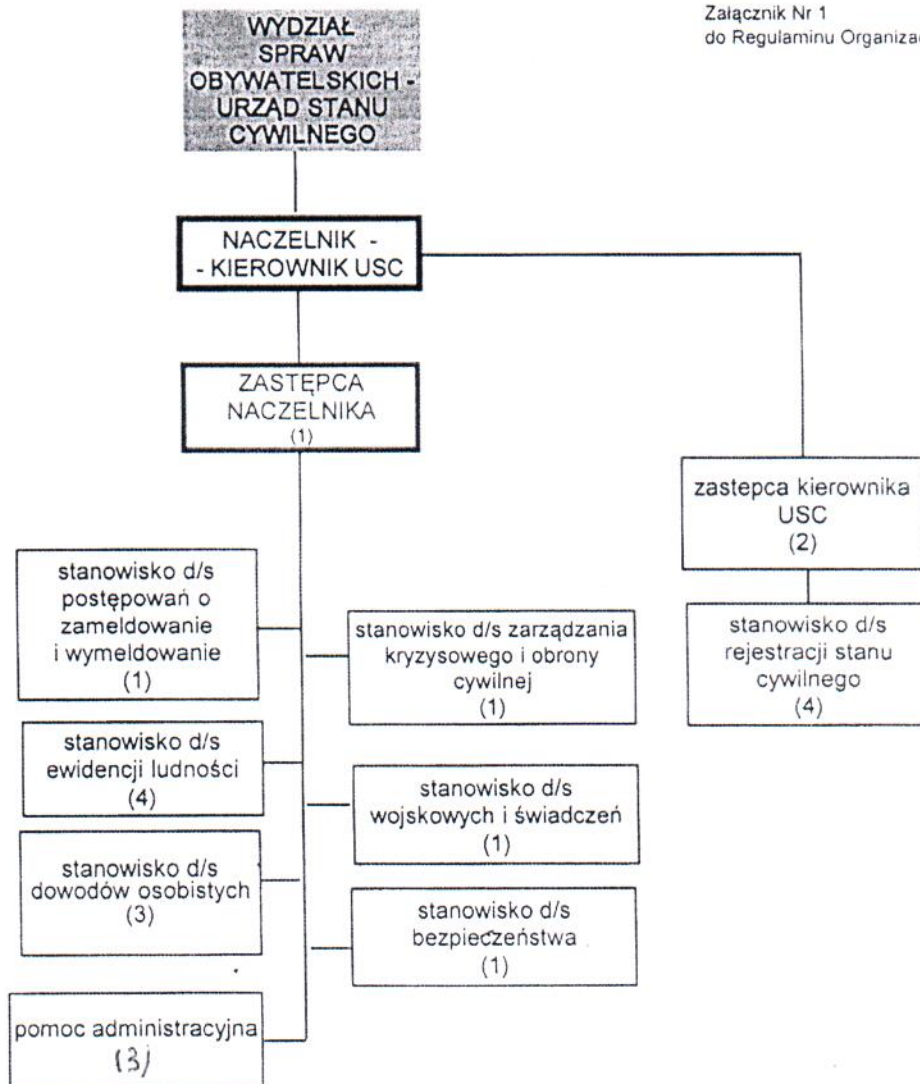 Załącznik Nr 1
do Regulaminu Organizac
WYDZIAŁ
SPRAW
OBYWATELSKICH -
URZĄD STANU
CYWILNEGO
NACZELNIK -
- KIEROWNIK USC
ZASTĘPCA
NACZELNIKA
(1)
zastepca kierownika
USC
(2)
stanowisko d/s
rejestracji stanu
cywilnego
(4)
stanowisko d/s
postępowań o
zameldowanie
i wymeldowanie
(1)
stanowisko d/s zarządzania
kryzysowego i obrony
cywilnej
(1)
stanowisko d/s
ewidencji ludności
(4)
stanowisko d/s
wojskowych i świadczeń
(1)
stanowisko d/s
dowodów osobistych
(3)
stanowisko d/s
bezpieczeństwa
(1)
pomoc administracyjna
(3)